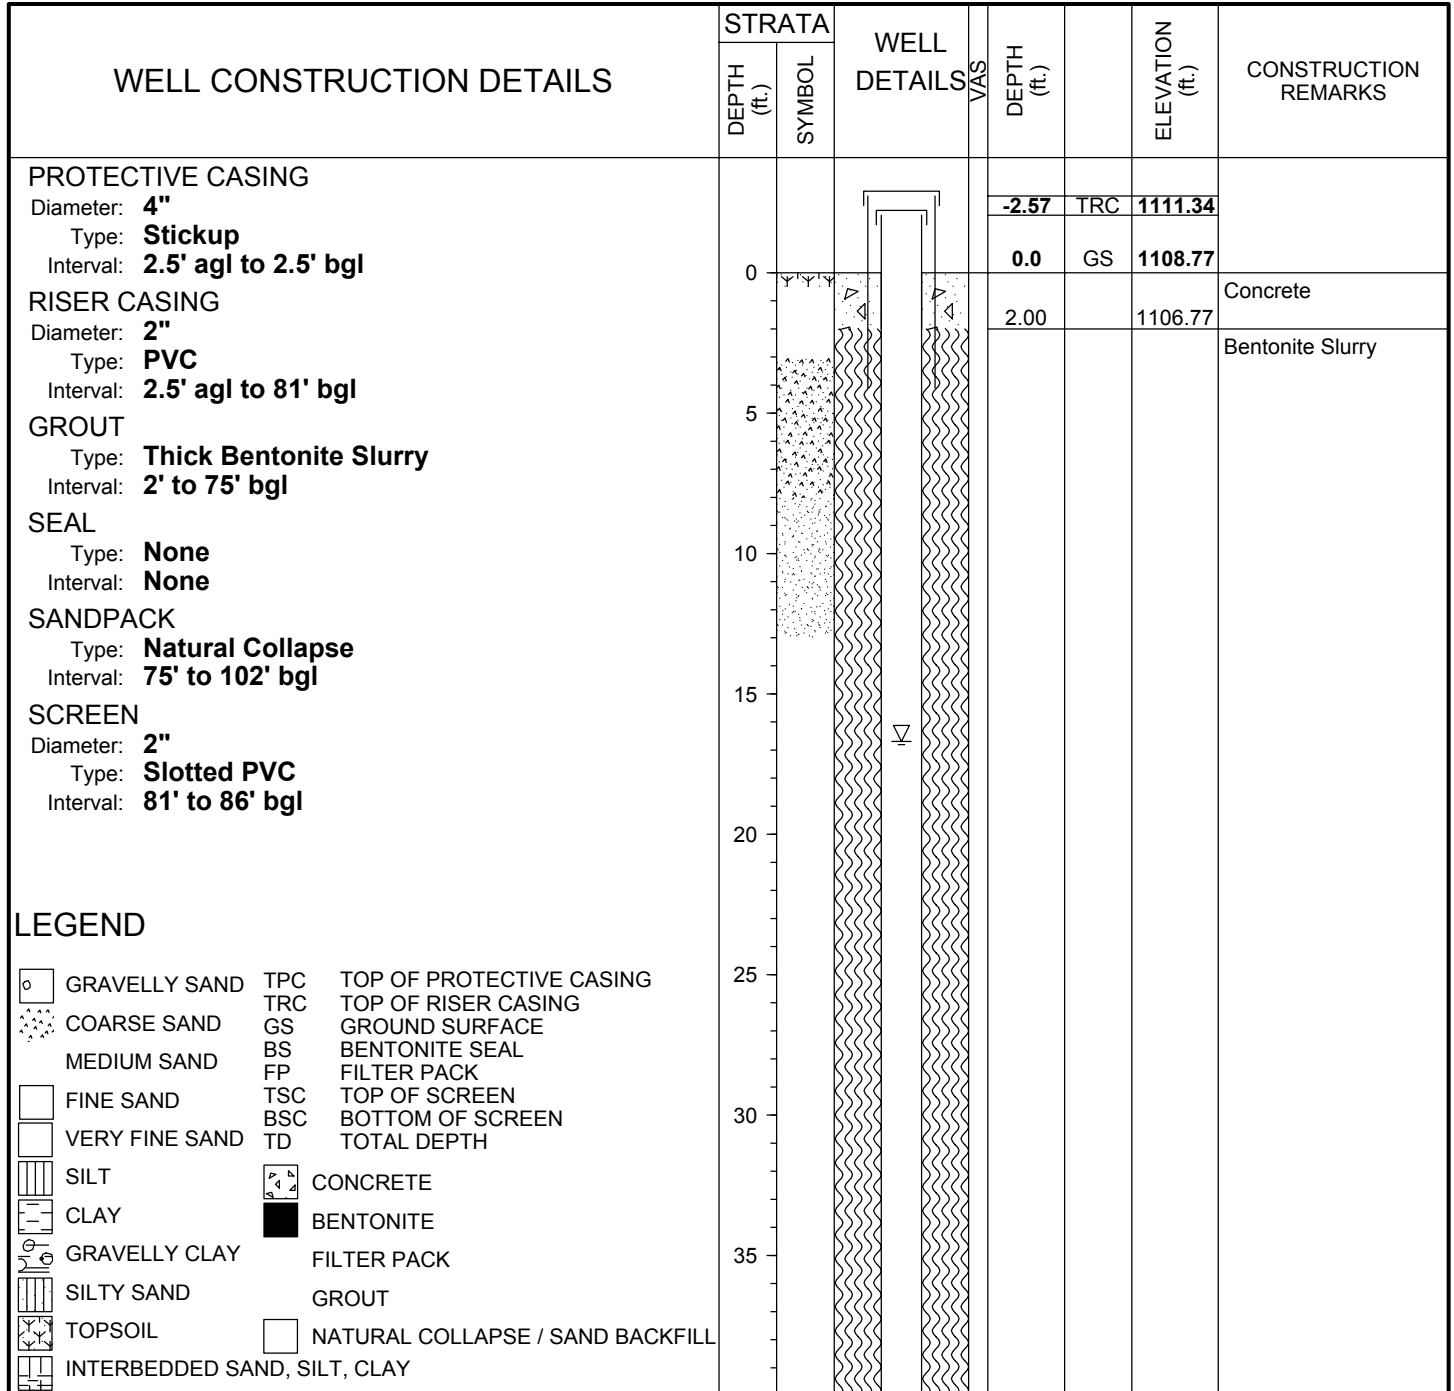 WELL CONSTRUCTION DETAILS
STRATA
DEPTH (ft.)
SYMBOL
WELL DETAILS
VAS
DEPTH (ft.)
ELEVATION (ft.)
CONSTRUCTION REMARKS
PROTECTIVE CASING
Diameter: 4"
Type: Stickup
Interval: 2.5' agl to 2.5' bgl
RISER CASING
Diameter: 2"
Type: PVC
Interval: 2.5' agl to 81' bgl
GROUT
Type: Thick Bentonite Slurry
Interval: 2' to 75' bgl
SEAL
Type: None
Interval: None
SANDPACK
Type: Natural Collapse
Interval: 75' to 102' bgl
SCREEN
Diameter: 2"
Type: Slotted PVC
Interval: 81' to 86' bgl
LEGEND
GRAVELLY SAND
COARSE SAND
MEDIUM SAND
FINE SAND
VERY FINE SAND
SILT
CLAY
GRAVELLY CLAY
SILTY SAND
TOPSOIL
INTERBEDDED SAND, SILT, CLAY
TPC TOP OF PROTECTIVE CASING
TRC TOP OF RISER CASING
GS GROUND SURFACE
BS BENTONITE SEAL
FP FILTER PACK
TSC TOP OF SCREEN
BSC BOTTOM OF SCREEN
TD TOTAL DEPTH
CONCRETE
BENTONITE
FILTER PACK
GROUT
NATURAL COLLAPSE / SAND BACKFILL
0
5
10
15
20
25
30
35
-2.57 TRC 1111.34
0.0 GS 1108.77
Concrete
2.00 1106.77
Bentonite Slurry